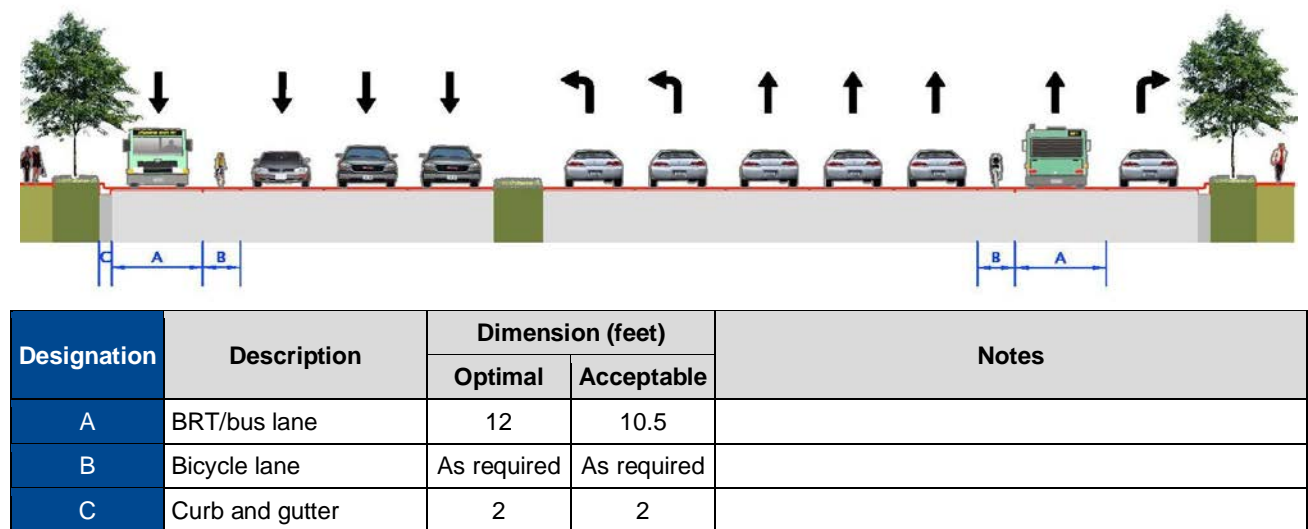 C A B B A
Designation Description Dimension (feet) Notes
Optimal Acceptable
A BRT/bus lane 12 10.5
B Bicycle lane As required As required
C Curb and gutter 2 2